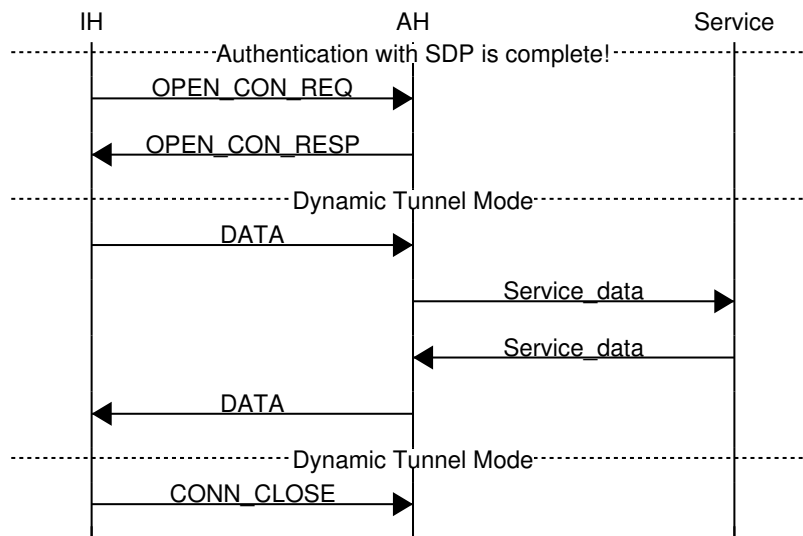 IH AH Service
Authentication with SDP is complete!
OPEN_CON_REQ
OPEN_CON_RESP
Dynamic Tunnel Mode
DATA
Service_data
Service_data
DATA
Dynamic Tunnel Mode
CONN_CLOSE